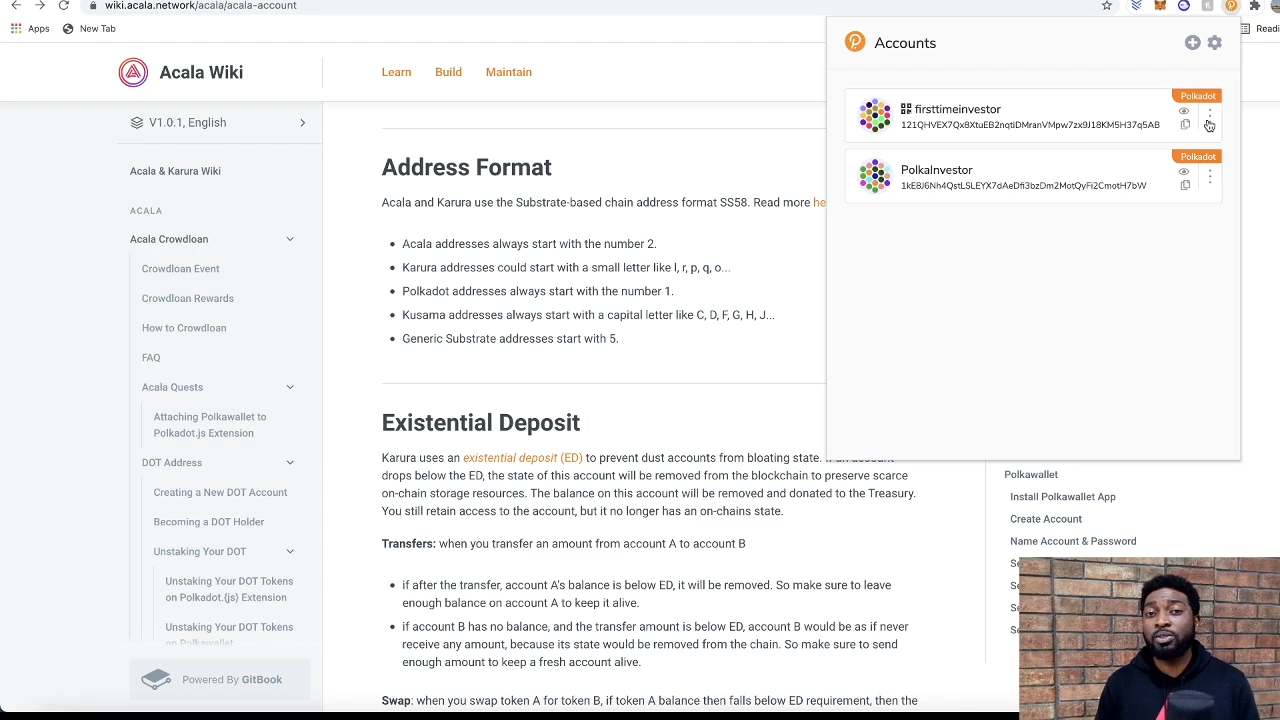 wiki.acala.network/acala/acala-account
Apps
New Tab
Acala Wiki
Learn
Build
Maintain
V1.0.1, English
Acala & Karura Wiki
ACALA
Acala Crowdloan
Crowdloan Event
Crowdloan Rewards
How to Crowdloan
FAQ
Acala Quests
Attaching Polkawallet to
Polkadot.js Extension
DOT Address
Creating a New DOT Account
Becoming a DOT Holder
Unstaking Your DOT
Unstaking Your DOT Tokens
on Polkadot.{js} Extension
Unstaking Your DOT Tokens
on Polkawallet
Powered By GitBook
Address Format
Acala and Karura use the Substrate-based chain address format SS58. Read more he
• Acala addresses always start with the number 2.
• Karura addresses could start with a small letter like l, r, p, q, o...
• Polkadot addresses always start with the number 1.
• Kusama addresses always start with a capital letter like C, D, F, G, H, J...
• Generic Substrate addresses start with 5.
Existential Deposit
Karura uses an existential deposit (ED) to prevent dust accounts from bloating state. If an account
drops below the ED, the state of this account will be removed from the blockchain to preserve scarce
on-chain storage resources. The balance on this account will be removed and donated to the Treasury.
You still retain access to the account, but it no longer has an on-chains state.
Transfers: when you transfer an amount from account A to account B
• if after the transfer, account A's balance is below ED, it will be removed. So make sure to leave
enough balance on account A to keep it alive.
• if account B has no balance, and the transfer amount is below ED, account B would be as if never
receive any amount, because its state would be removed from the chain. So make sure to send
enough amount to keep a fresh account alive.
Swap: when you swap token A for token B, if token A balance then falls below ED requirement, then the
Readi
Accounts
Polkadot
firsttimeinvestor
121QHVEX7Qx8XtuEB2nqtiDMranVMpw7zx9J18KM5H37q5AB
Polkadot
PolkaInvestor
1kE8J6Nh4QstLSLEYX7dAeDfi3bzDm2MotQyFi2CmotH7bW
Polkawallet
Install Polkawallet App
Create Account
Name Account & Password